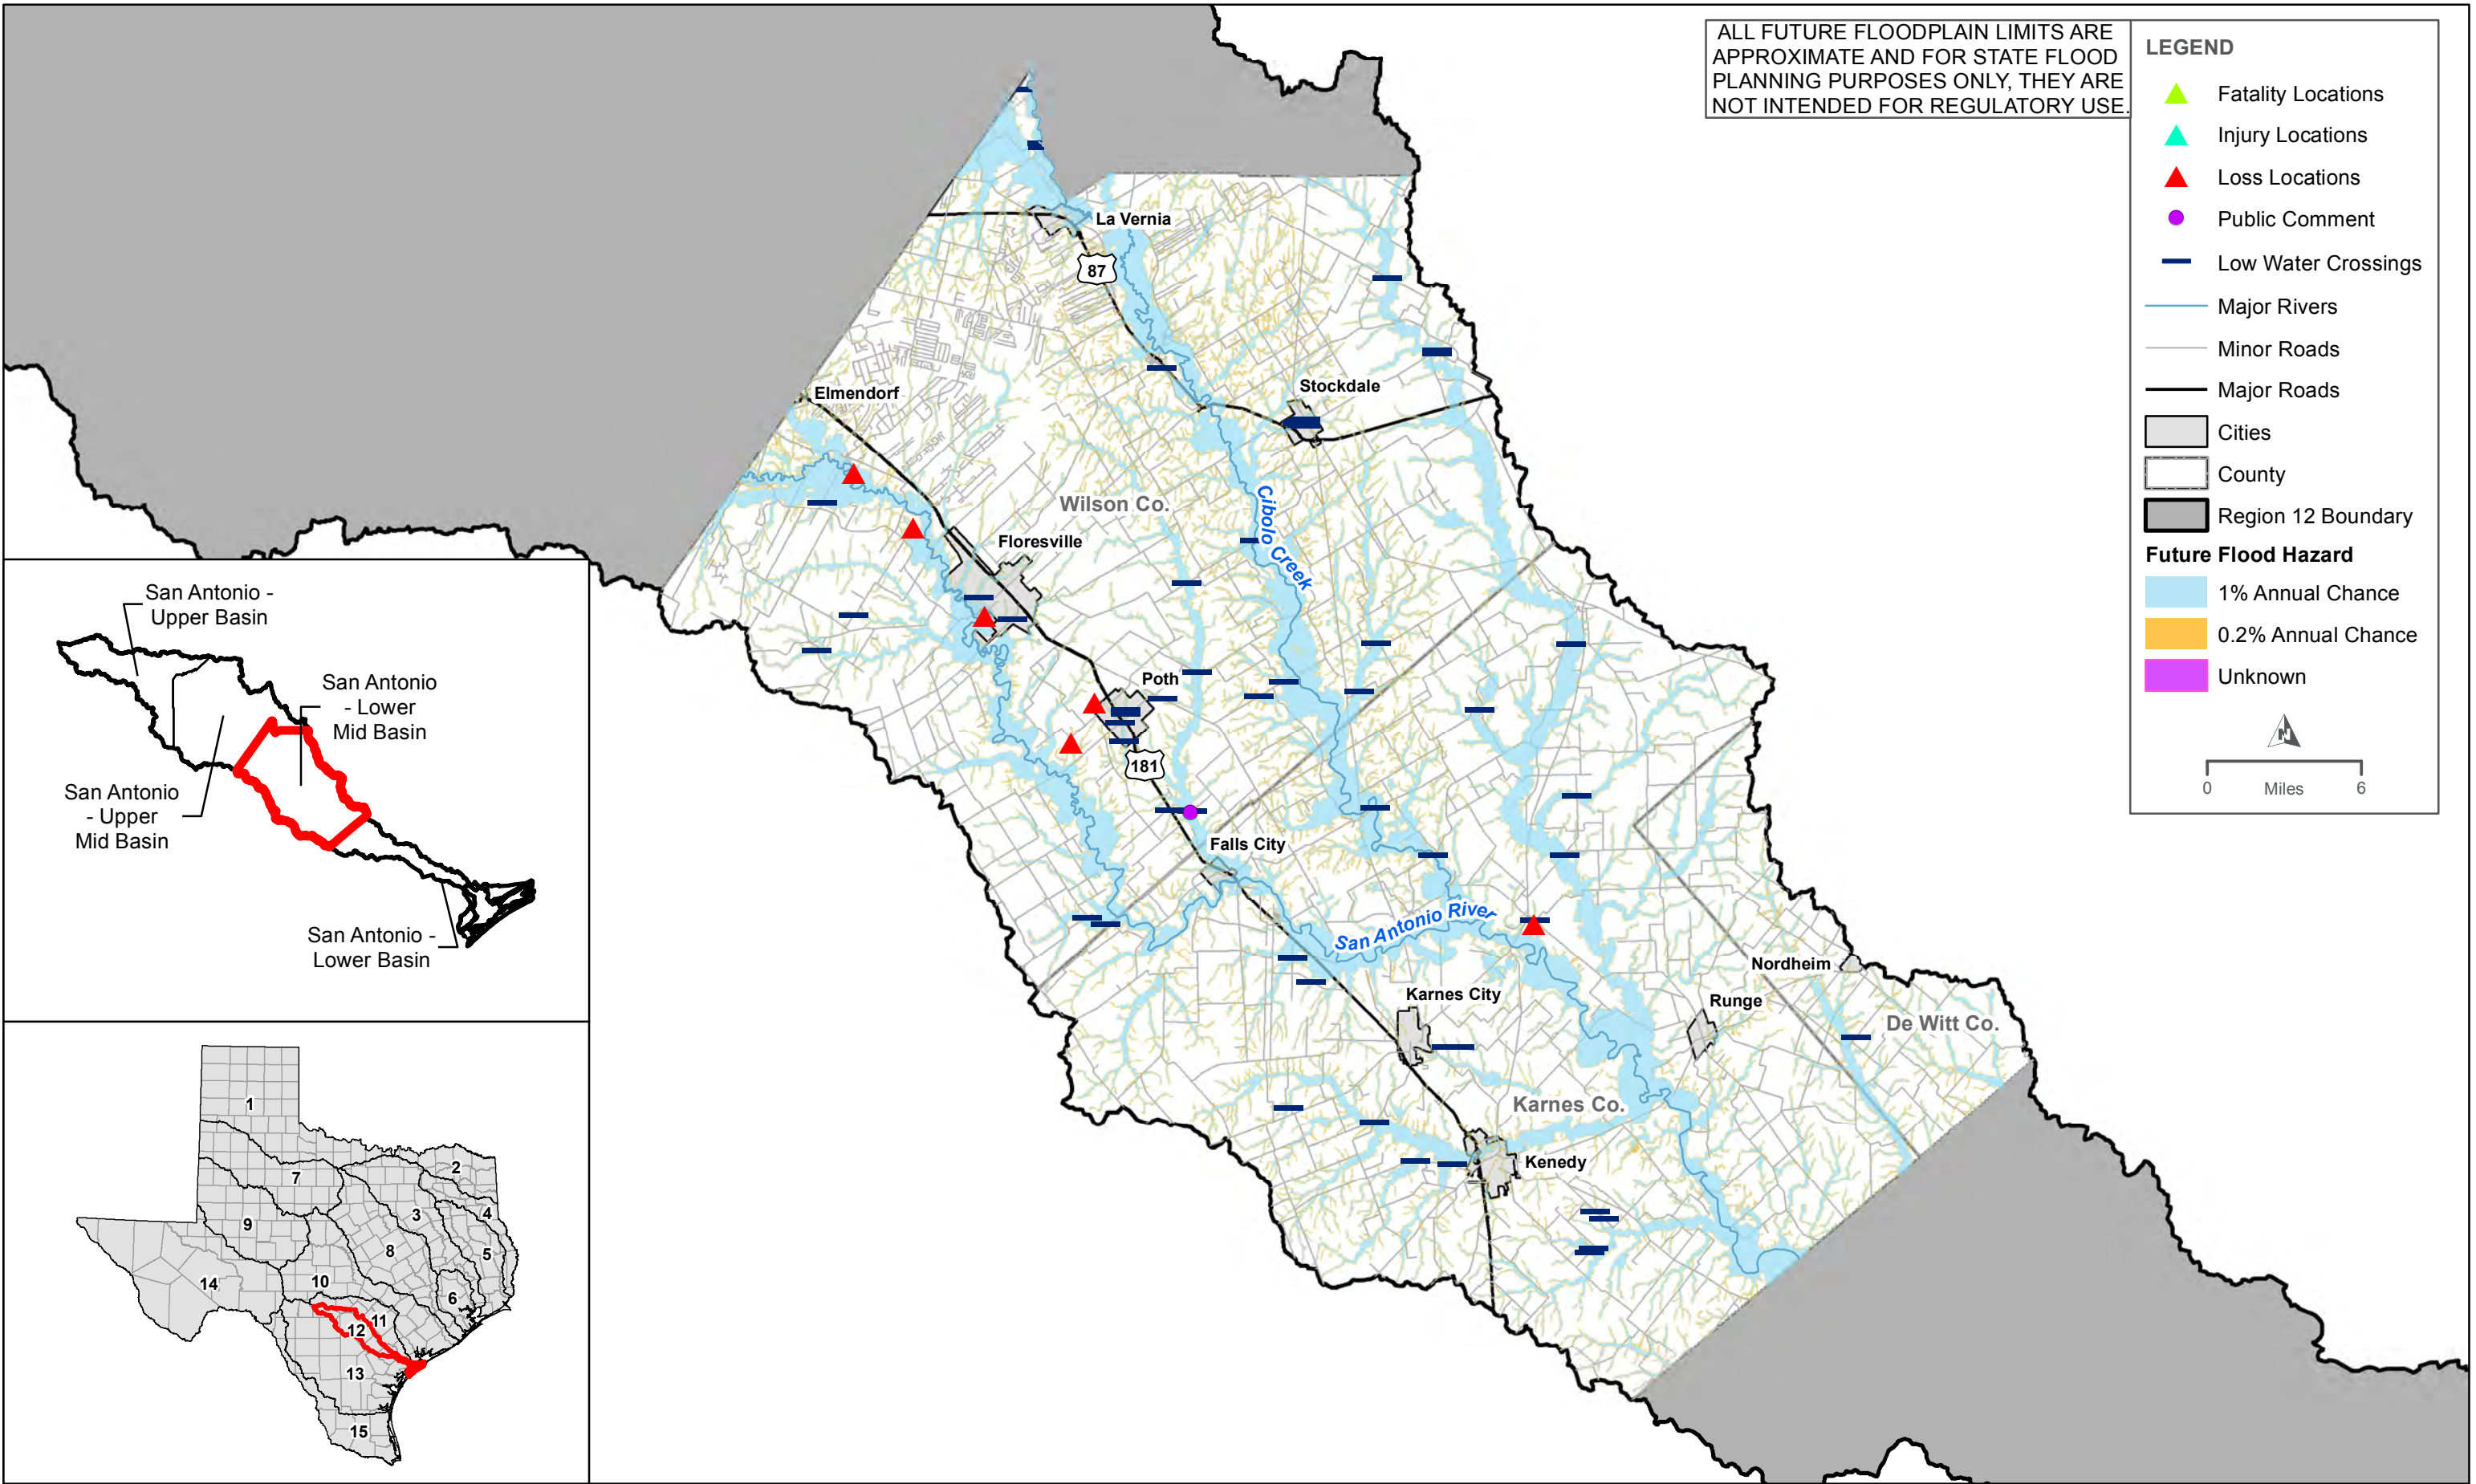 ALL FUTURE FLOODPLAIN LIMITS ARE
APPROXIMATE AND FOR STATE FLOOD
PLANNING PURPOSES ONLY, THEY ARE
NOT INTENDED FOR REGULATORY USE.
LEGEND
Fatality Locations
Injury Locations
Loss Locations
Public Comment
Low Water Crossings
Major Rivers
Minor Roads
Major Roads
Cities
County
Region 12 Boundary
Future Flood Hazard
1% Annual Chance
0.2% Annual Chance
Unknown
N
0 Miles 6
La Vernia
87
Elmendorf
Stockdale
Wilson Co.
Cibolo Creek
Floresville
Poth
181
Falls City
San Antonio River
Nordheim
Karnes City
Runge
De Witt Co.
Karnes Co.
Kenedy
San Antonio -
Upper Basin
San Antonio
- Lower
Mid Basin
San Antonio
- Upper
Mid Basin
San Antonio -
Lower Basin
1
2
7
3
4
9
8
5
14
10
6
11
12
13
15